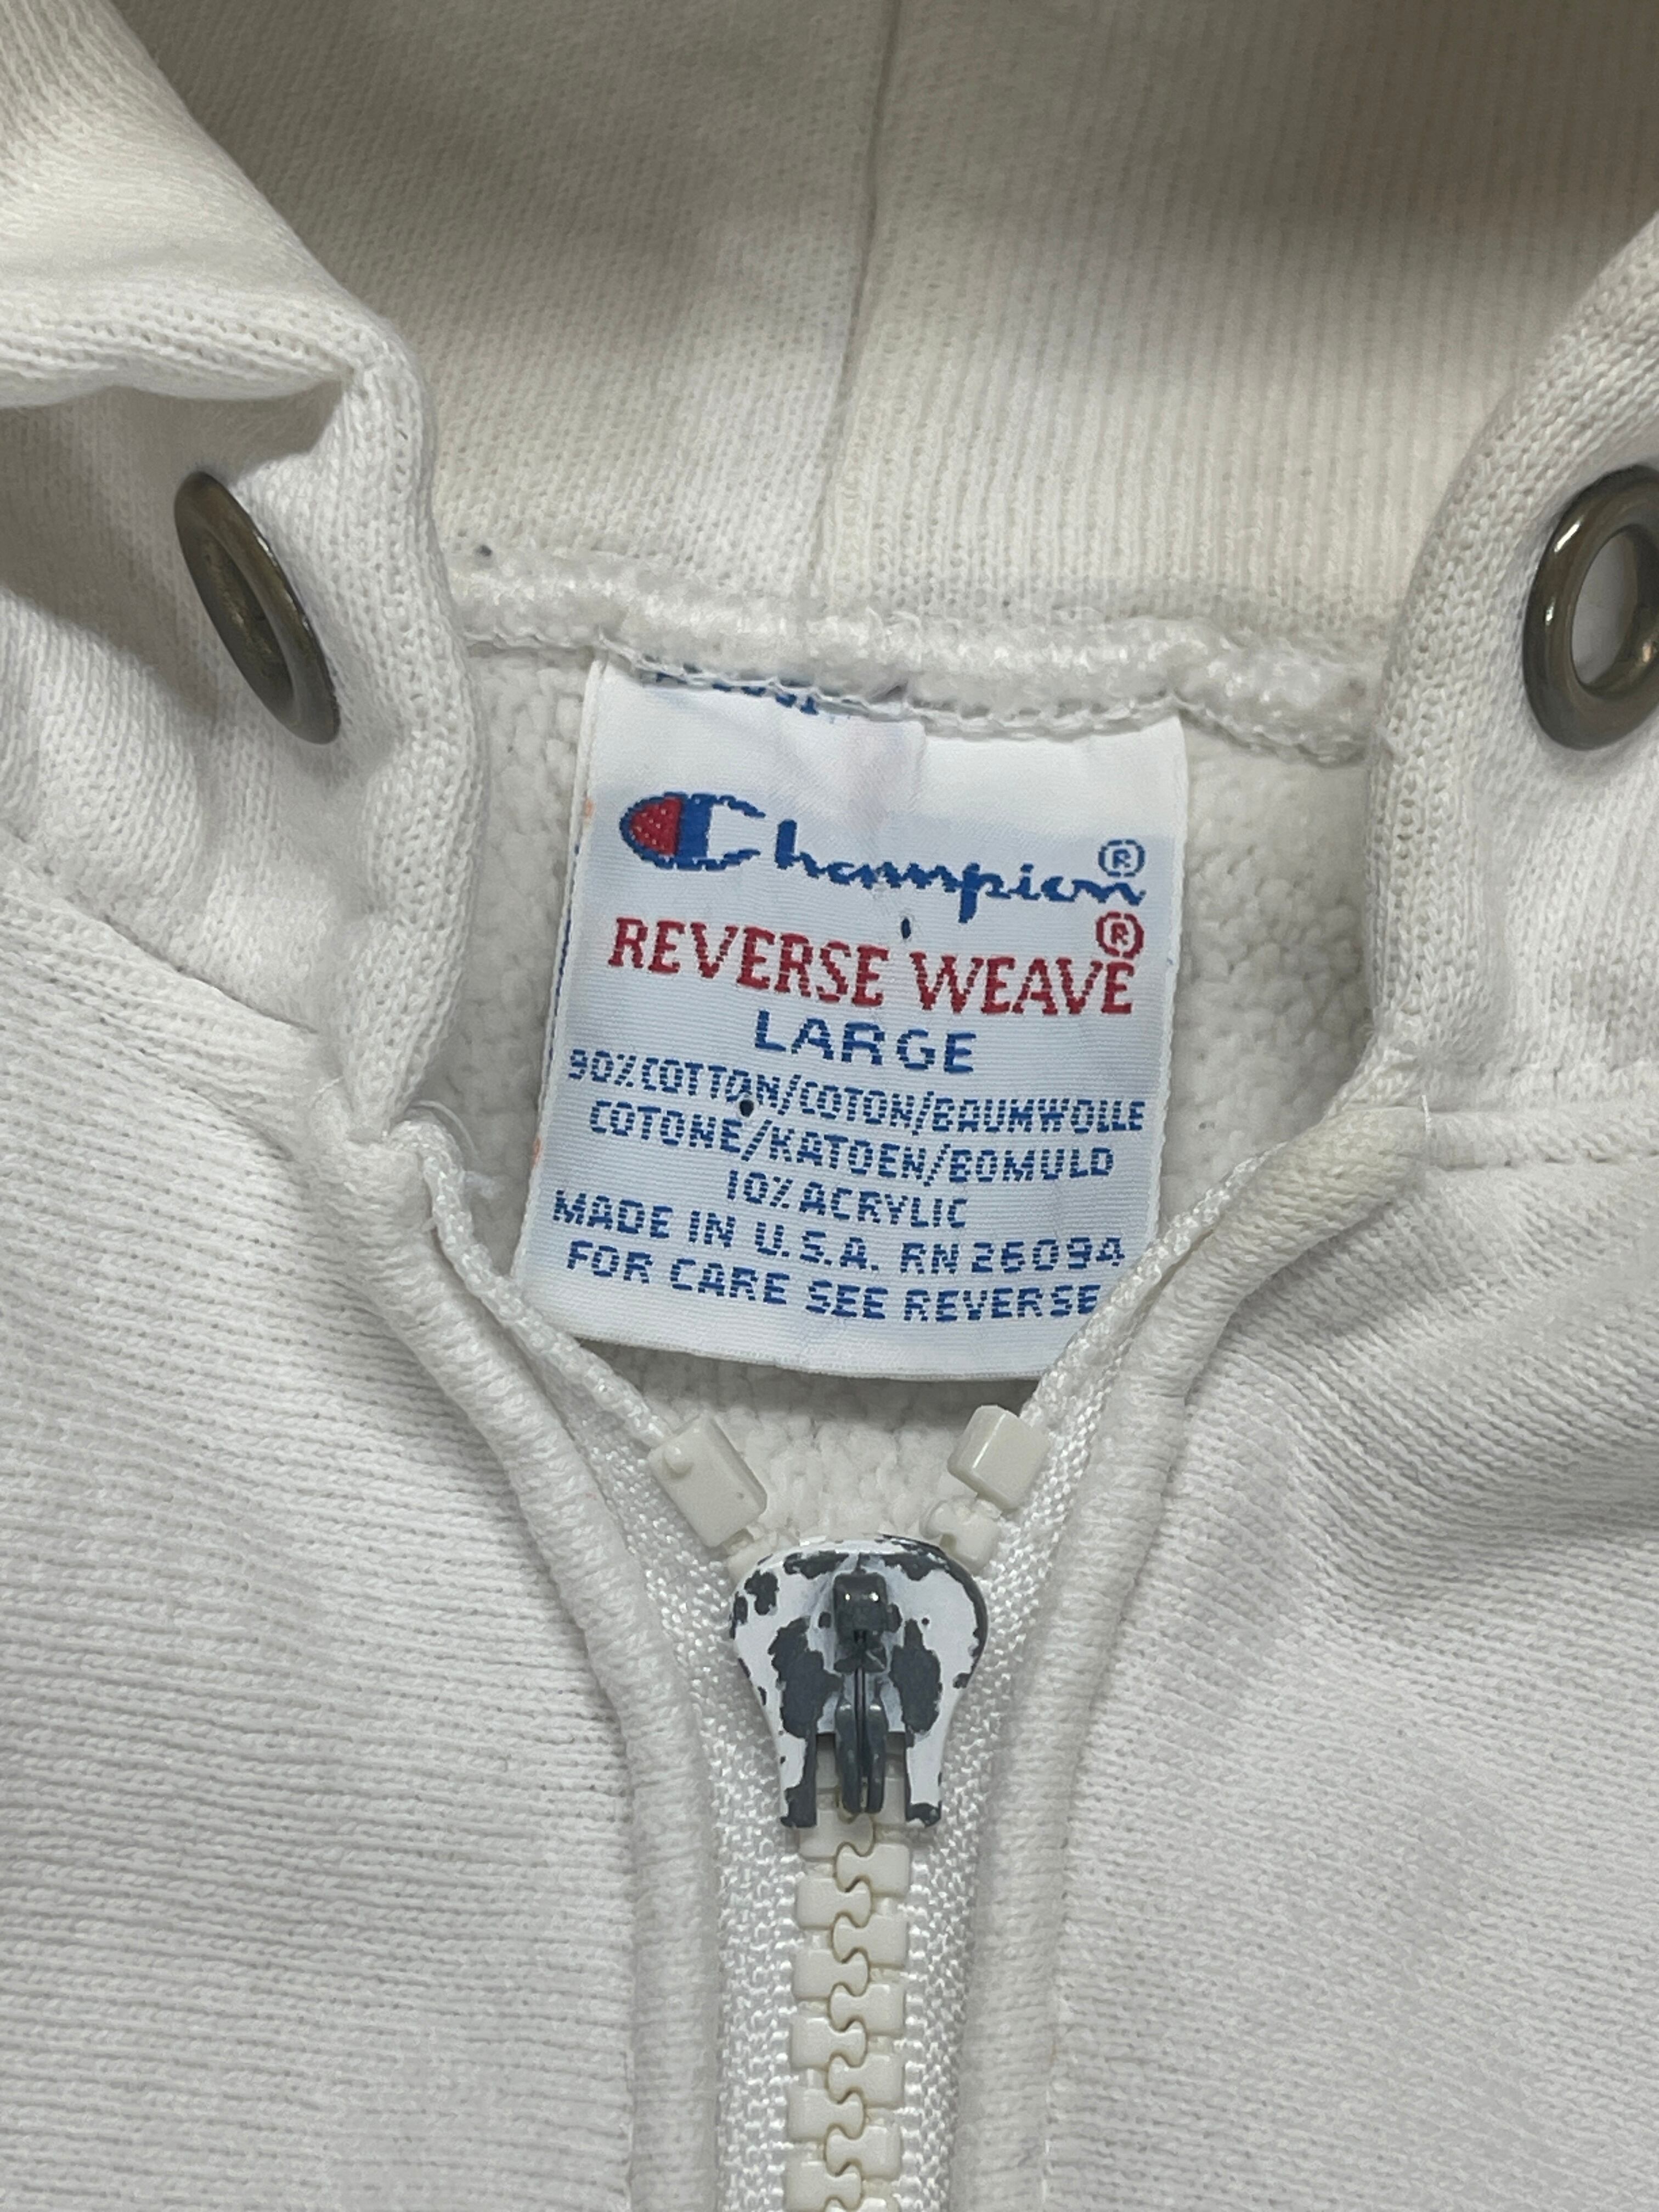 Champion®
REVERSE WEAVE®
LARGE
90% COTTON/COTON/BAUMWOLLE
COTONE/KATOEN/BOMULD
10% ACRYLIC
MADE IN U.S.A. RN 26094
FOR CARE SEE REVERSE